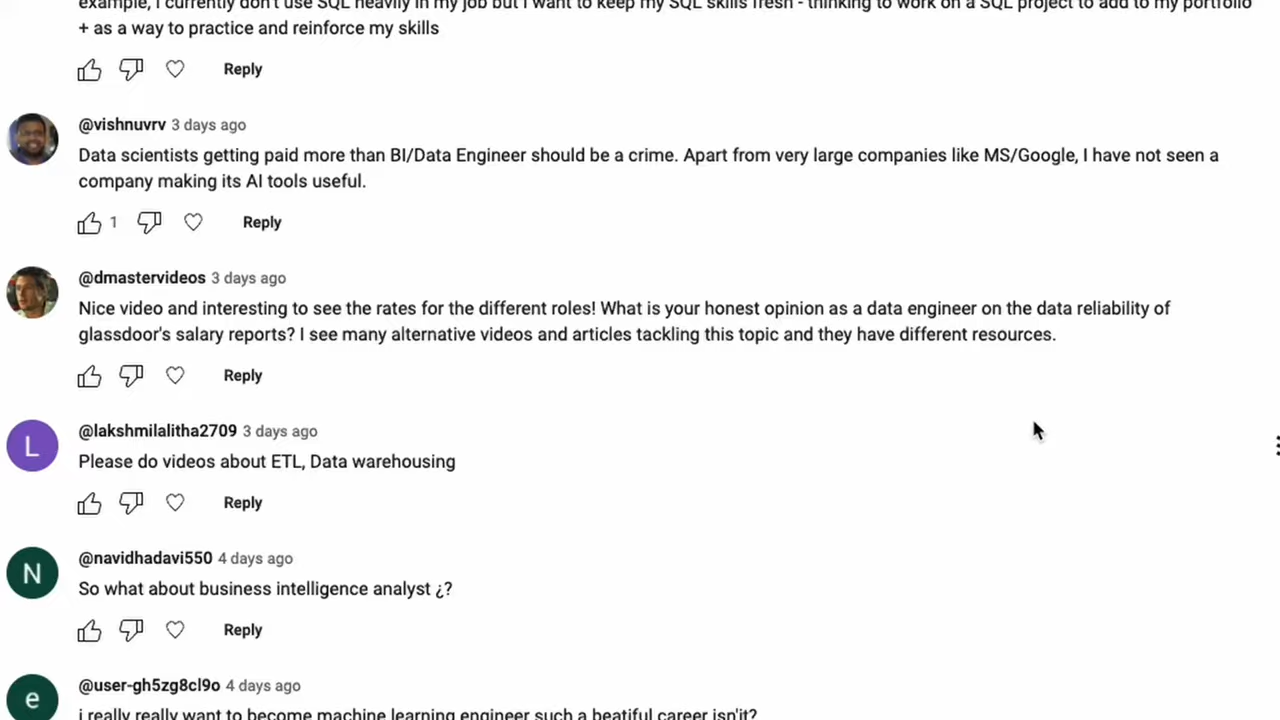 example, I currently don't use SQL heavily in my job but I want to keep my SQL skills fresh - thinking to work on a SQL project to add to my portfolio
+ as a way to practice and reinforce my skills
Reply
@vishnuvrv 3 days ago
Data scientists getting paid more than BI/Data Engineer should be a crime. Apart from very large companies like MS/Google, I have not seen a
company making its AI tools useful.
1 Reply
@dmastervideos 3 days ago
Nice video and interesting to see the rates for the different roles! What is your honest opinion as a data engineer on the data reliability of
glassdoor's salary reports? I see many alternative videos and articles tackling this topic and they have different resources.
Reply
L
@lakshmilalitha2709 3 days ago
Please do videos about ETL, Data warehousing
Reply
N
@navidhadavi550 4 days ago
So what about business intelligence analyst ¿?
Reply
e
@user-gh5zg8cl9o 4 days ago
i really really want to become machine learning engineer such a beatiful career isn'it?